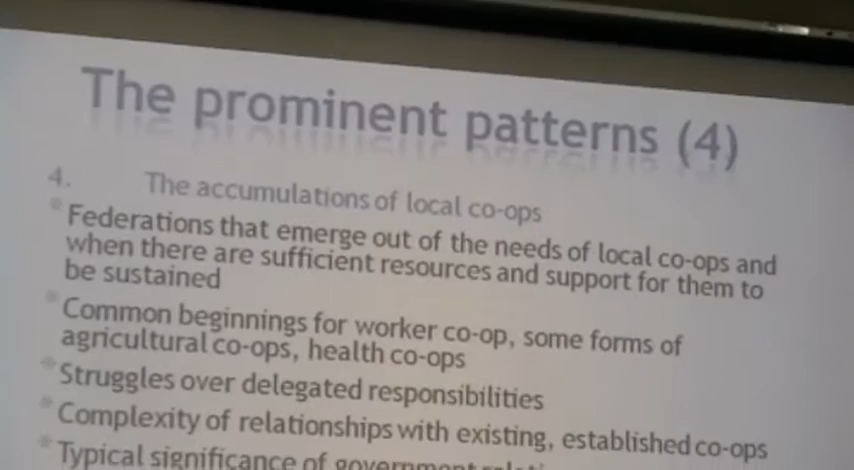 The prominent patterns (4)
4. The accumulations of local co-ops
* Federations that emerge out of the needs of local co-ops and
when there are sufficient resources and support for them to
be sustained
* Common beginnings for worker co-op, some forms of
agricultural co-ops, health co-ops
* Struggles over delegated responsibilities
* Complexity of relationships with existing, established co-ops
* Typical significance of government